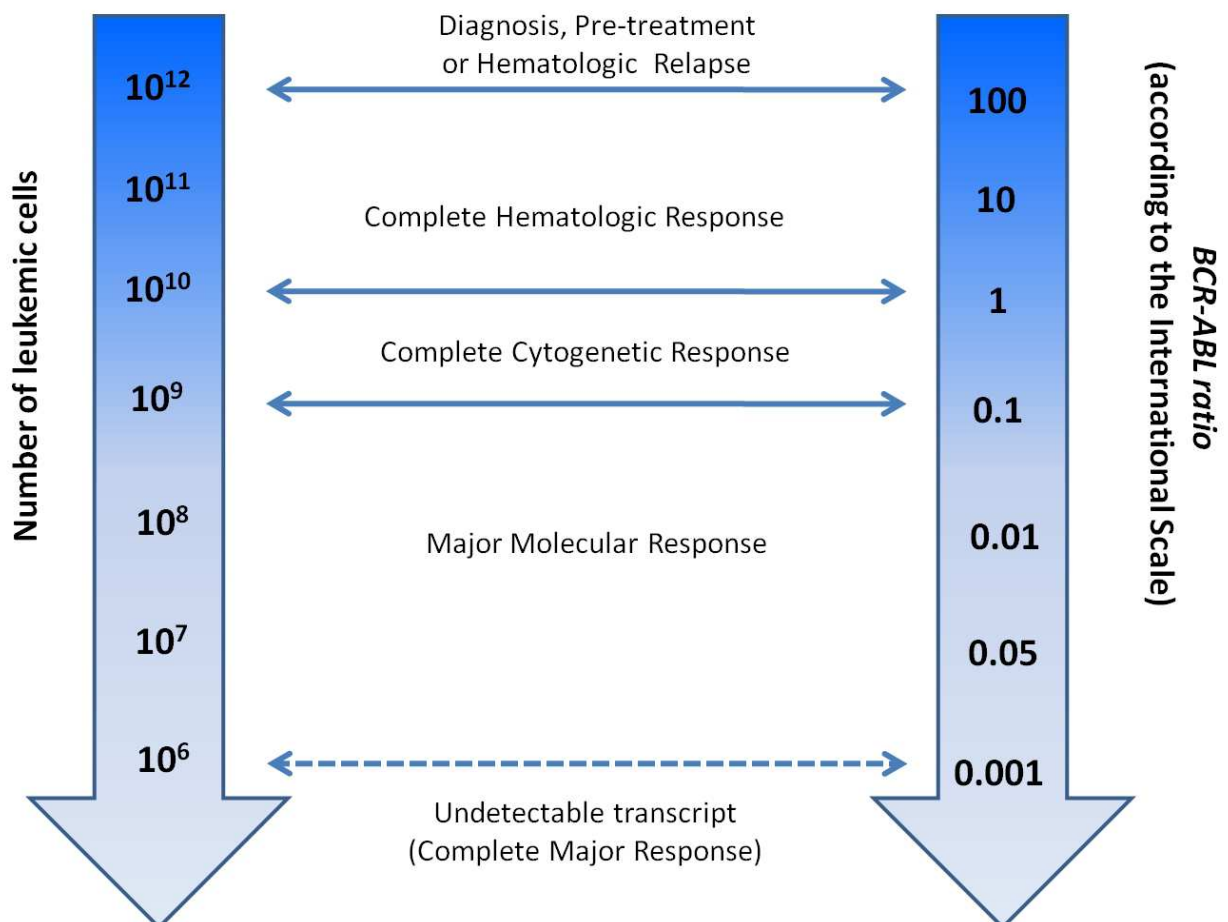 Diagnosis, Pre-treatment
or Hematologic Relapse
10¹²
100
10¹¹
10
Complete Hematologic Response
10¹⁰
1
Complete Cytogenetic Response
10⁹
0.1
10⁸
0.01
Major Molecular Response
10⁷
0.05
10⁶
0.001
Undetectable transcript
(Complete Major Response)
Number of leukemic cells
BCR-ABL ratio
(according to the International Scale)